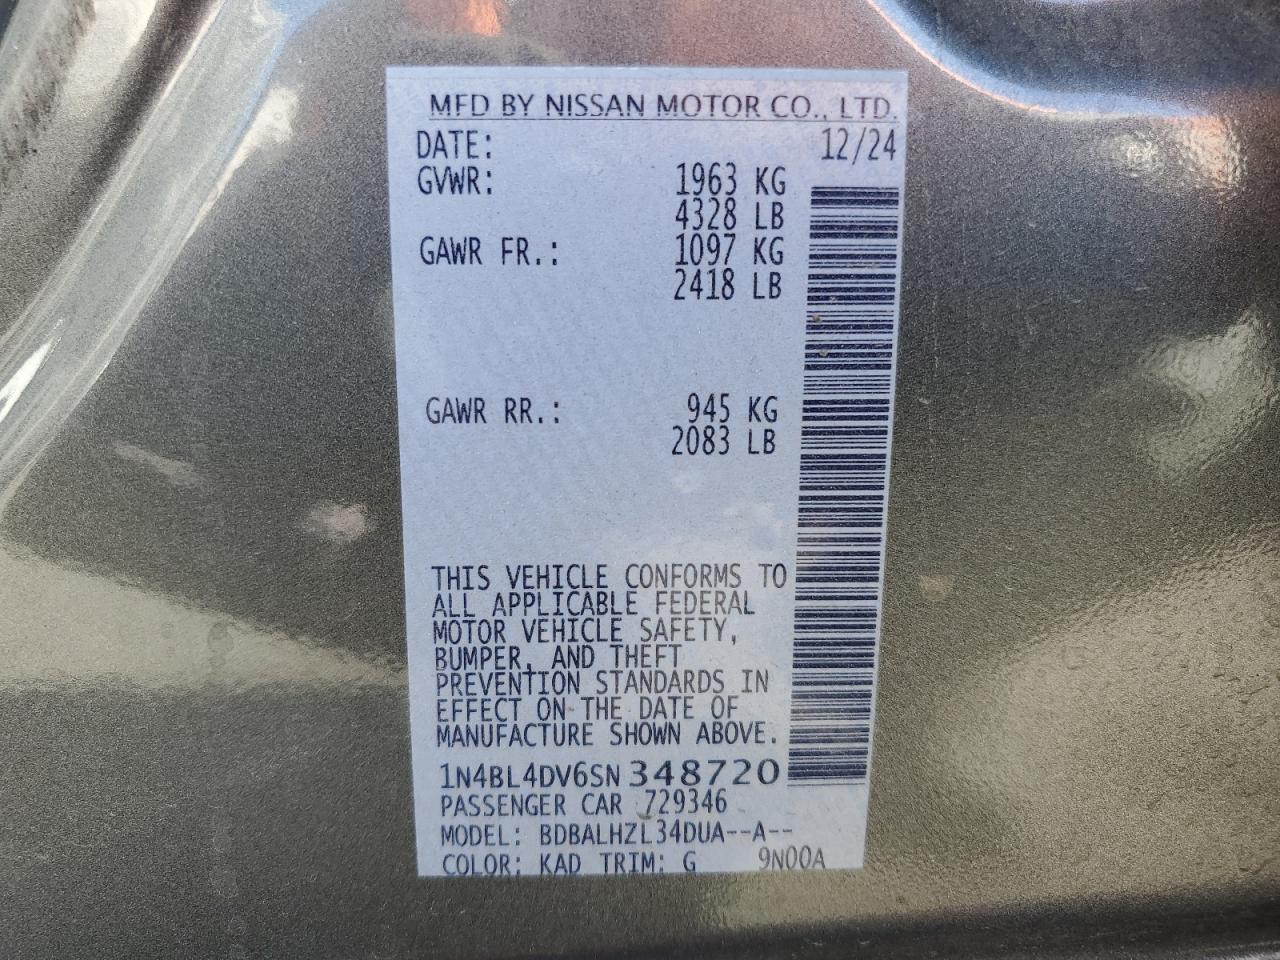 MFD BY NISSAN MOTOR CO., LTD.
DATE: 12/24
GVWR: 1963 KG
4328 LB
GAWR FR.: 1097 KG
2418 LB
GAWR RR.: 945 KG
2083 LB
THIS VEHICLE CONFORMS TO
ALL APPLICABLE FEDERAL
MOTOR VEHICLE SAFETY,
BUMPER, AND THEFT
PREVENTION STANDARDS IN
EFFECT ON THE DATE OF
MANUFACTURE SHOWN ABOVE.
1N4BL4DV6SN348720
PASSENGER CAR 729346
MODEL: BDBALHZL34DUA--A--
COLOR: KAD TRIM: G 9N00A